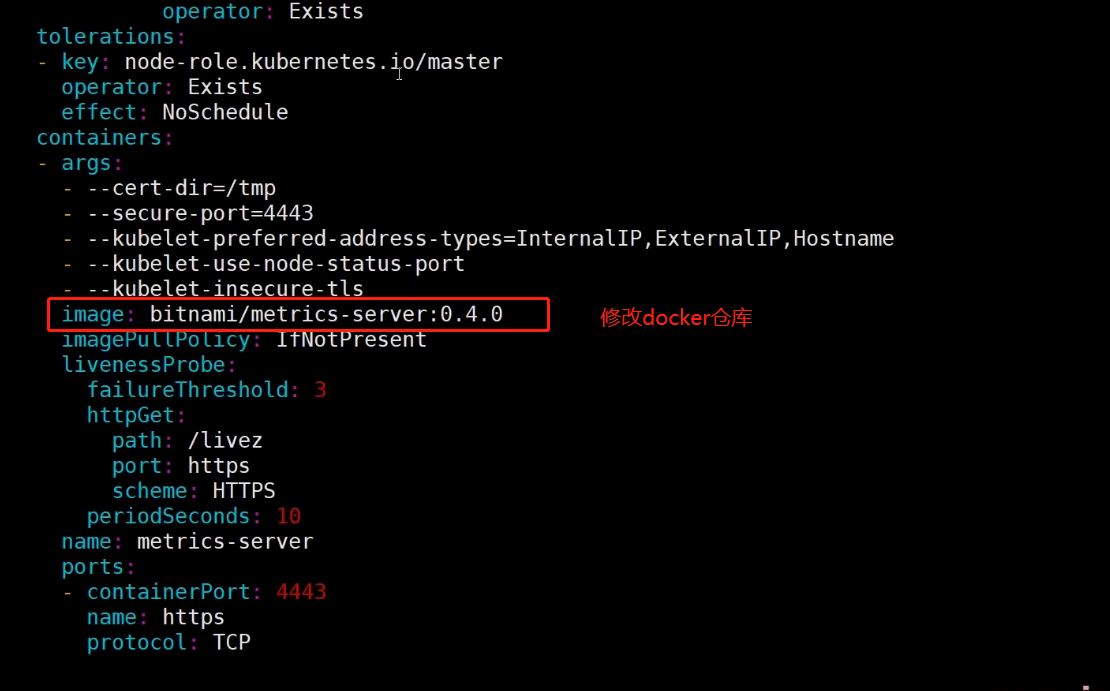 operator: Exists
tolerations:
- key: node-role.kubernetes.io/master
operator: Exists
effect: NoSchedule
containers:
- args:
- --cert-dir=/tmp
- --secure-port=4443
- --kubelet-preferred-address-types=InternalIP,ExternalIP,Hostname
- --kubelet-use-node-status-port
- --kubelet-insecure-tls
image: bitnami/metrics-server:0.4.0 修改docker仓库
imagePullPolicy: IfNotPresent
livenessProbe:
failureThreshold: 3
httpGet:
path: /livez
port: https
scheme: HTTPS
periodSeconds: 10
name: metrics-server
ports:
- containerPort: 4443
name: https
protocol: TCP